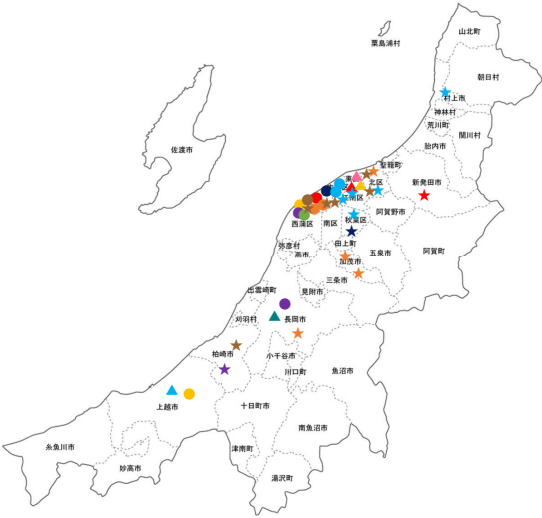 山北町
粟島浦村
朝日村
村上市
神林村
荒川町
関川村
胎内市
佐渡市
聖籠町
北区
新発田市
江南区
阿賀野市
西蒲区
南区
秋葉区
田上町
弥彦村
燕市
加茂市
五泉市
阿賀町
三条市
出雲崎町
見附市
刈羽村
長岡市
柏崎市
小千谷市
川口町
魚沼市
上越市
十日町市
南魚沼市
糸魚川市
津南町
妙高市
湯沢町